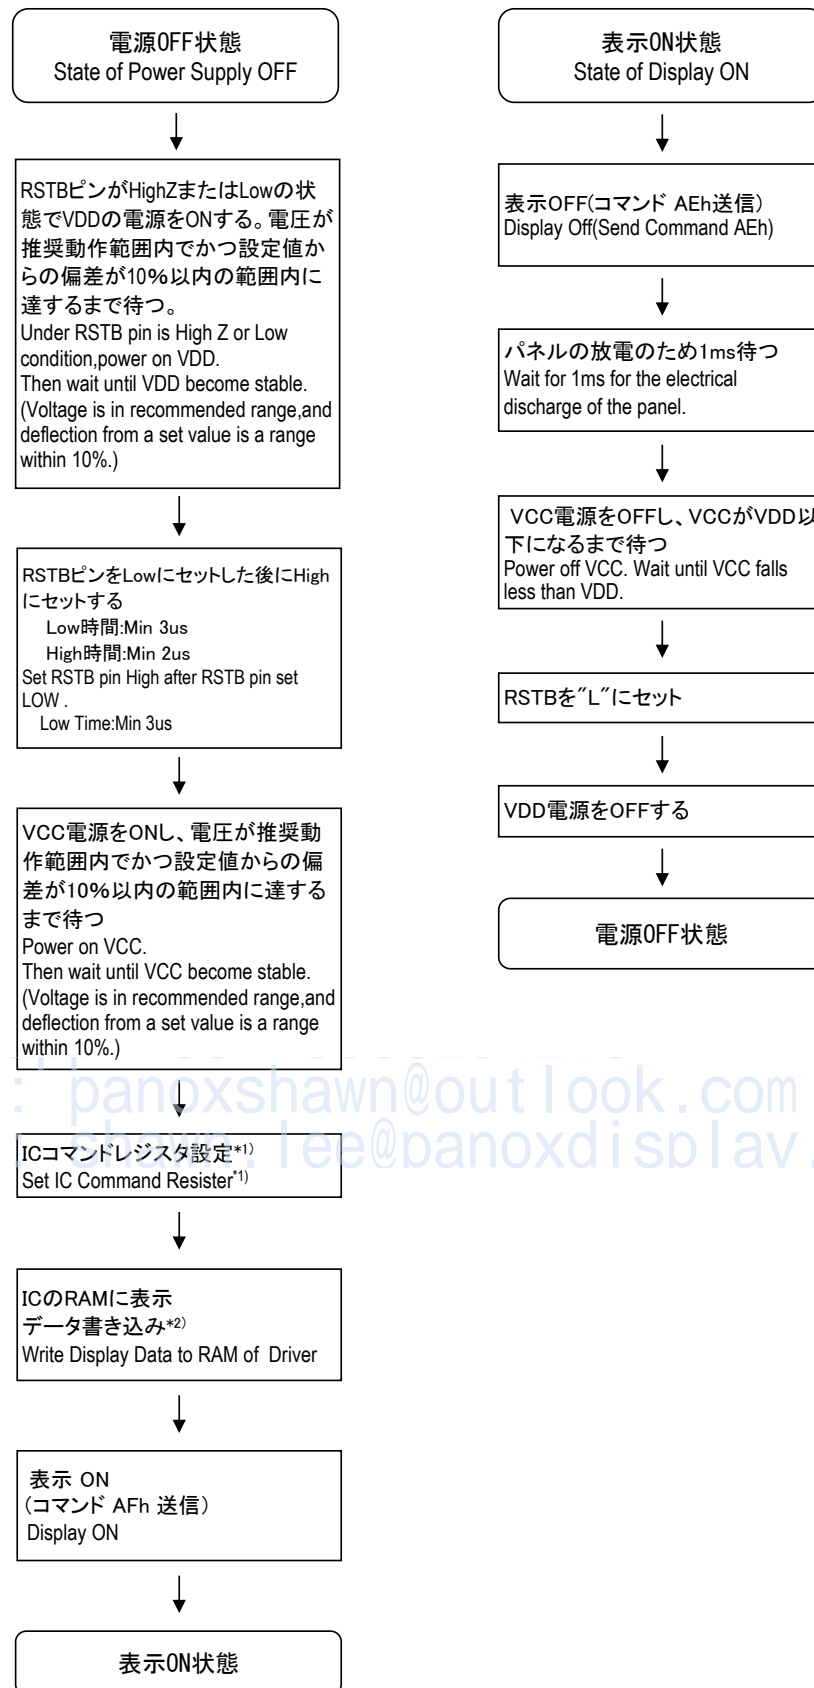 電源OFF状態
State of Power Supply OFF
RSTBピンがHighZまたはLowの状
態でVDDの電源をONする。電圧が
推奨動作範囲内でかつ設定値か
らの偏差が10%以内の範囲内に
達するまで待つ。
Under RSTB pin is High Z or Low
condition,power on VDD.
Then wait until VDD become stable.
(Voltage is in recommended range,and
deflection from a set value is a range
within 10%.)
RSTBピンをLowにセットした後にHigh
にセットする
Low時間:Min 3us
High時間:Min 2us
Set RSTB pin High after RSTB pin set
LOW .
Low Time:Min 3us
VCC電源をONし、電圧が推奨動
作範囲内でかつ設定値からの偏
差が10%以内の範囲内に達する
まで待つ
Power on VCC.
Then wait until VCC become stable.
(Voltage is in recommended range,and
deflection from a set value is a range
within 10%.)
ICコマンドレジスタ設定*1)
Set IC Command Resister*1)
ICのRAMに表示
データ書き込み*2)
Write Display Data to RAM of Driver
表示 ON
(コマンド AFh 送信)
Display ON
表示ON状態
表示ON状態
State of Display ON
表示OFF(コマンド AEh送信)
Display Off(Send Command AEh)
パネルの放電のため1ms待つ
Wait for 1ms for the electrical
discharge of the panel.
VCC電源をOFFし、VCCがVDD以
下になるまで待つ
Power off VCC. Wait until VCC falls
less than VDD.
RSTBを"L"にセット
VDD電源をOFFする
電源OFF状態
: panoxshawn@outlook.com
: shawn.lee@panoxdisplay.